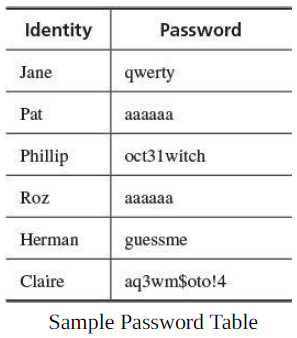 Identity Password
Jane qwerty
Pat aaaaaa
Phillip oct31witch
Roz aaaaaa
Herman guessme
Claire aq3wm$oto!4
Sample Password Table